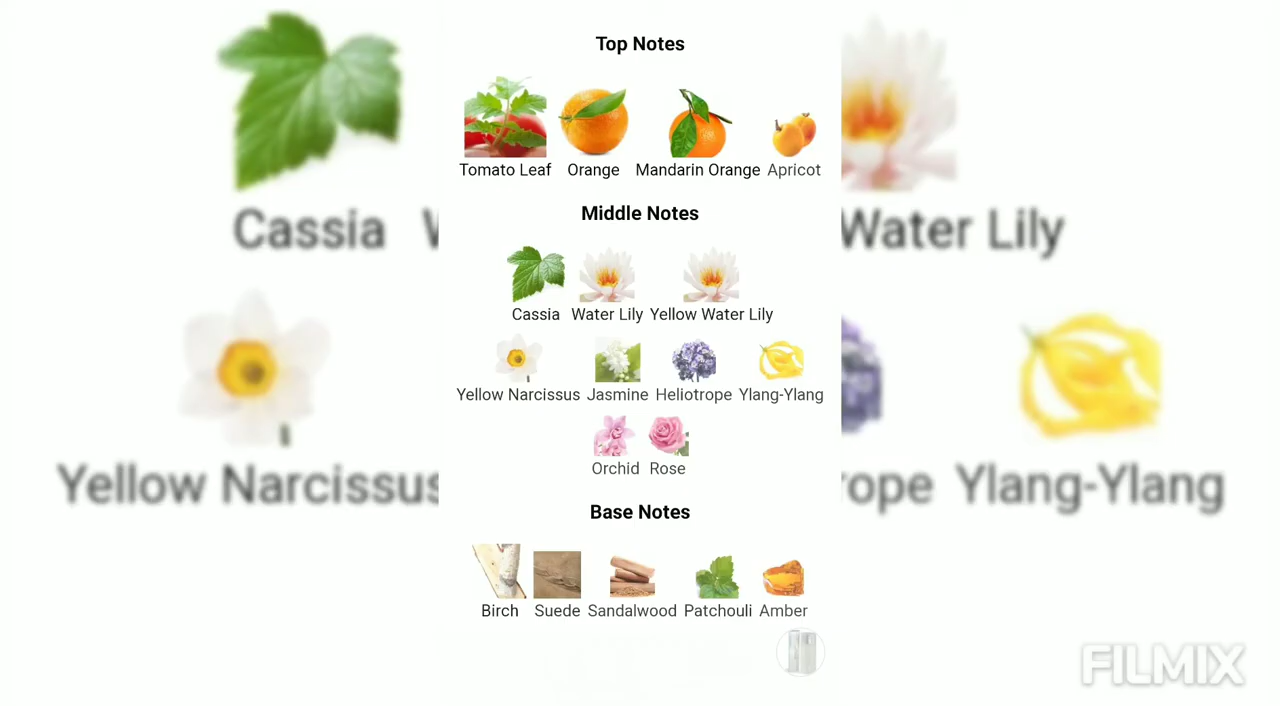 Top Notes
Tomato Leaf Orange Mandarin Orange Apricot
Middle Notes
Cassia Water Lily Yellow Water Lily
Yellow Narcissus Jasmine Heliotrope Ylang-Ylang
Orchid Rose
Base Notes
Birch Suede Sandalwood Patchouli Amber
Cassia W
Water Lily
Yellow Narcissus
rope Ylang-Ylang
FILMIX